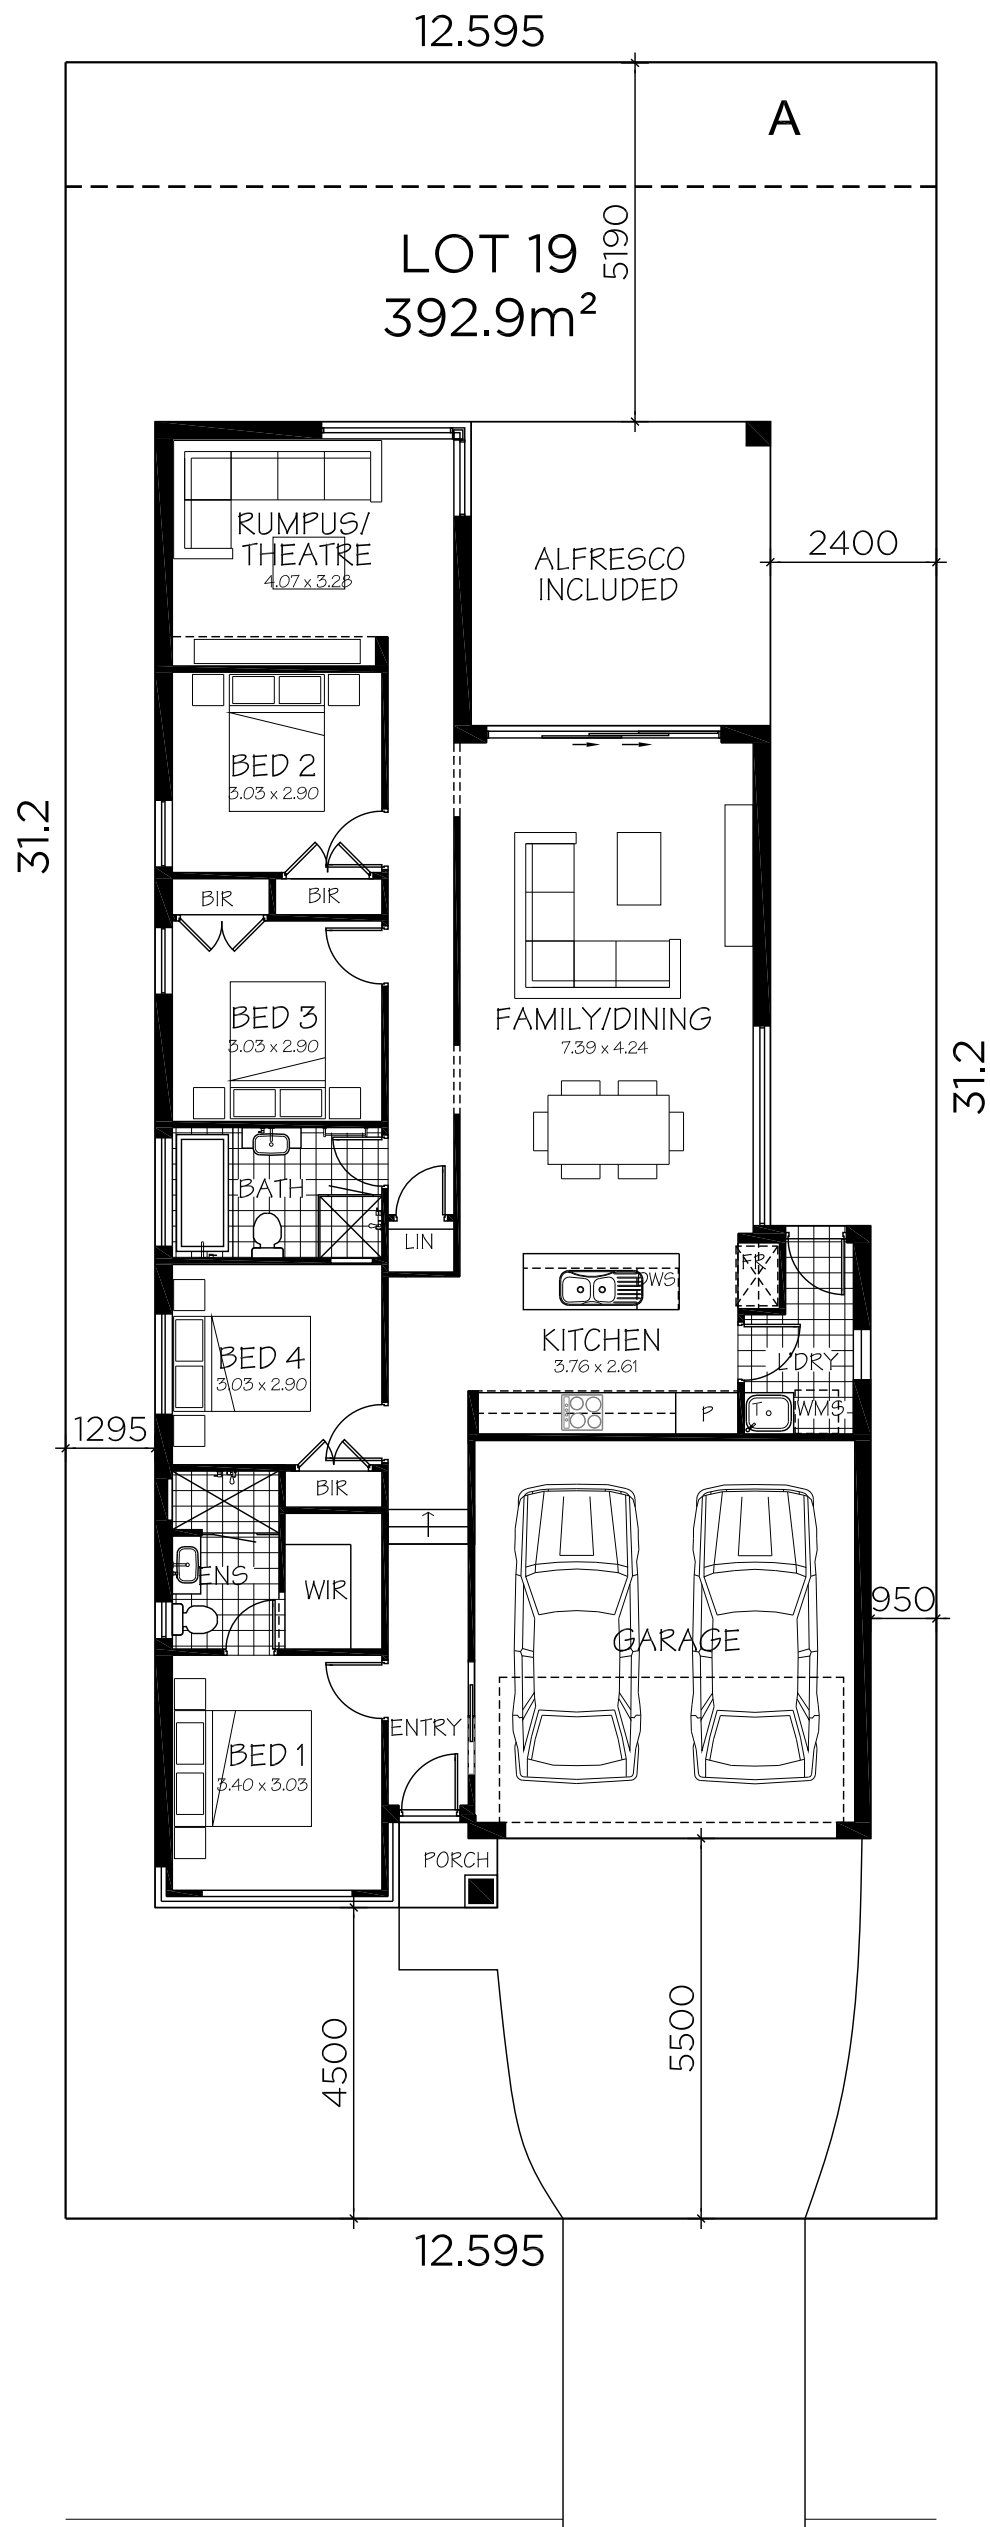 12.595
A
LOT 19
392.9m²
5190
RUMPUS/
THEATRE
4.07 x 3.28
ALFRESCO
INCLUDED
2400
BED 2
3.03 x 2.90
31.2
BIR
BIR
BED 3
3.03 x 2.90
FAMILY/DINING
7.39 x 4.24
31.2
BATH
LIN
FR
DWS
KITCHEN
3.76 x 2.61
L'DRY
BED 4
3.03 x 2.90
P
T
WMS
1295
BIR
ENS
WIR
950
GARAGE
ENTRY
BED 1
3.40 x 3.03
PORCH
4500
5500
12.595